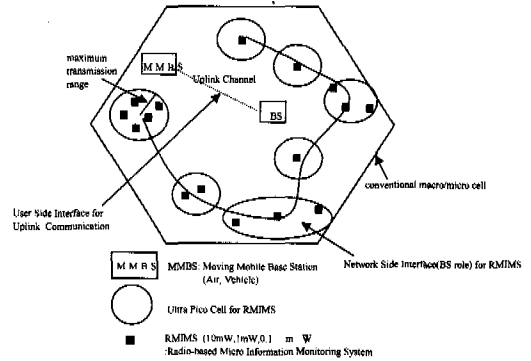 maximum
transmission
range
M M B S
Uplink Channel
BS
conventional macro/micro cell
User Side Interface for
Uplink Communication
Network Side Interface(BS role) for RMIMS
M M B S
MMBS: Moving Mobile Base Station
(Air, Vehicle)
Ultra Pico Cell for RMIMS
RMIMS (10mW,1mW,0.1 m W
:Radio-based Micro Information Monitoring System